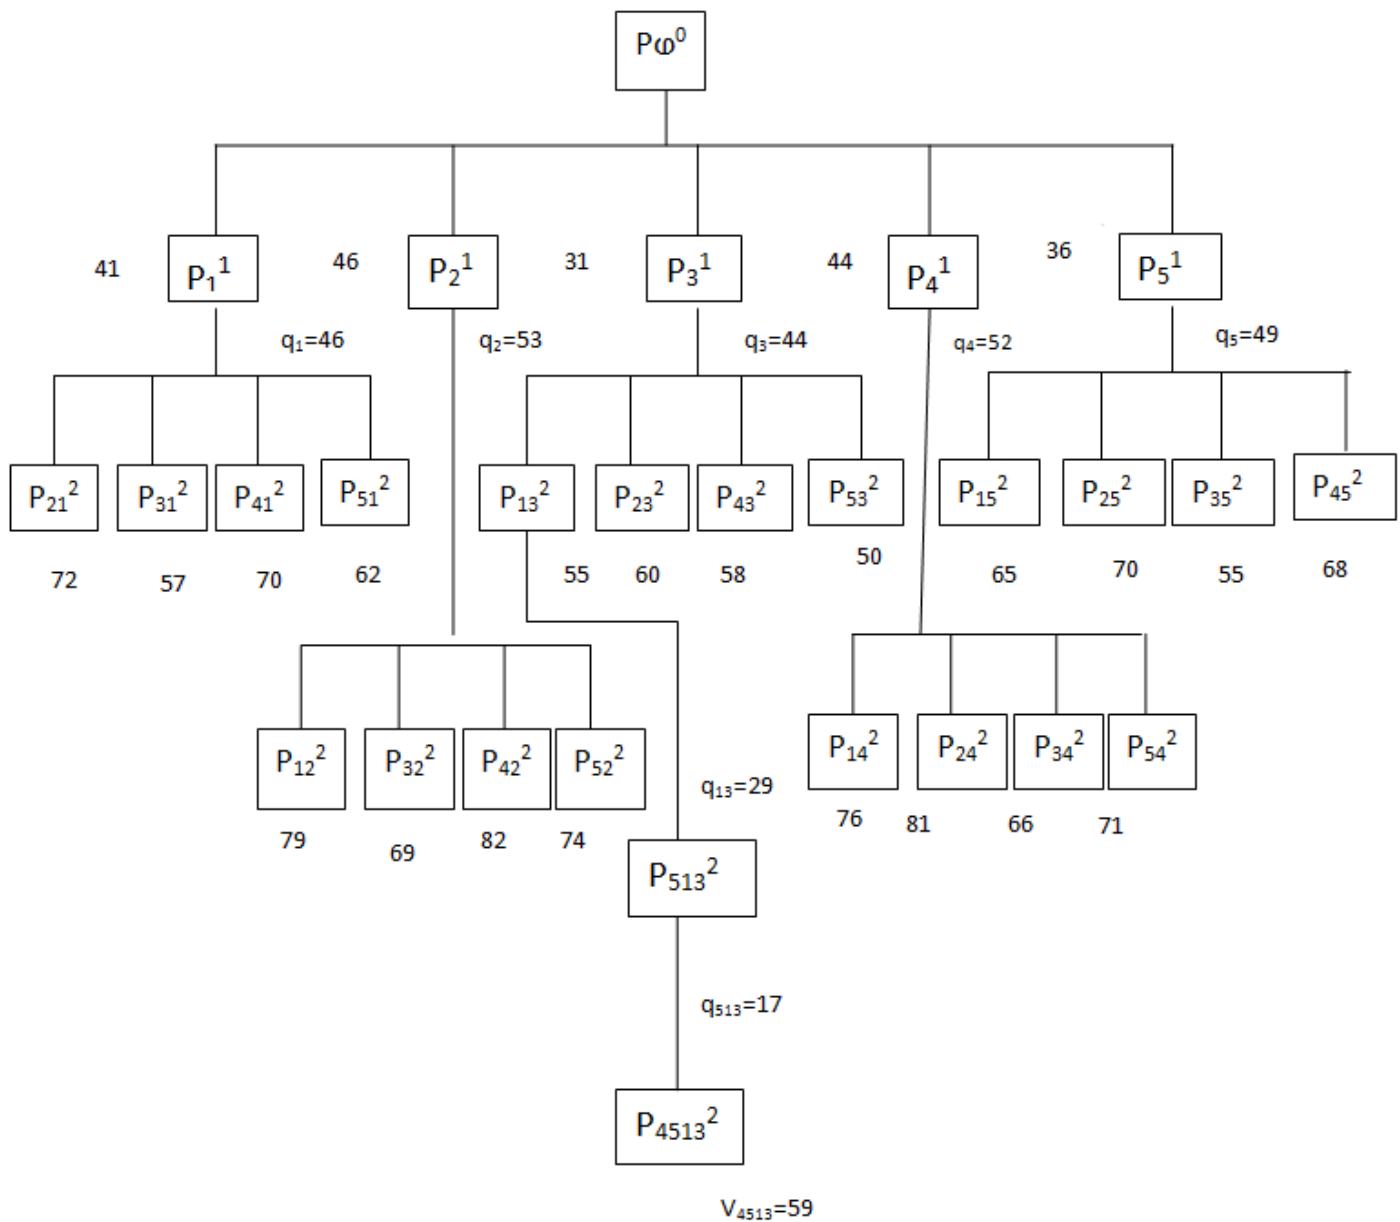 Pφ⁰
41 P₁¹ 46 P₂¹ 31 P₃¹ 44 P₄¹ 36 P₅¹
q₁=46 q₂=53 q₃=44 q₄=52 q₅=49
P₂₁² P₃₁² P₄₁² P₅₁² P₁₃² P₂₃² P₄₃² P₅₃² P₁₅² P₂₅² P₃₅² P₄₅²
72 57 70 62 55 60 58 50 65 70 55 68
P₁₂² P₃₂² P₄₂² P₅₂² P₁₄² P₂₄² P₃₄² P₅₄²
79 69 82 74 76 81 66 71
q₁₃=29
P₅₁₃²
q₅₁₃=17
P₄₅₁₃²
V₄₅₁₃=59